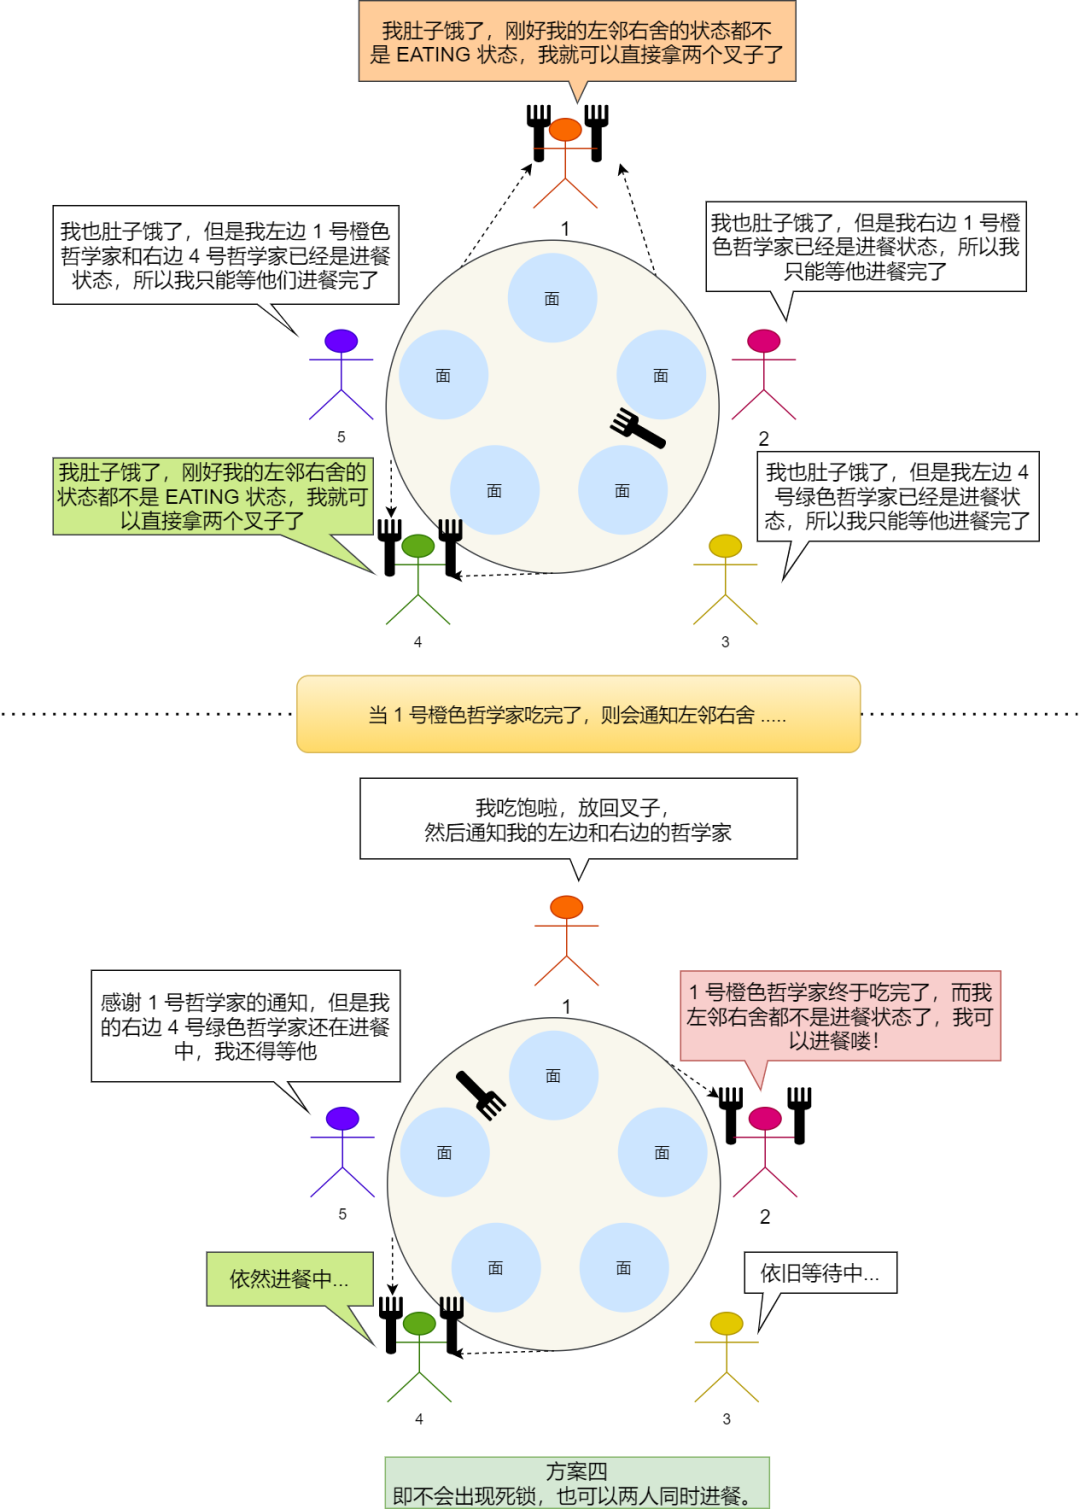 我肚子饿了，刚好我的左邻右舍的状态都不
是 EATING 状态，我就可以直接拿两个叉子了
1
我也肚子饿了，但是我左边 1 号橙色
哲学家和右边 4 号哲学家已经是进餐
状态，所以我只能等他们进餐完了
我也肚子饿了，但是我右边 1 号橙
色哲学家已经是进餐状态，所以我
只能等他进餐完了
面
面
面
5
2
我肚子饿了，刚好我的左邻右舍的
状态都不是 EATING 状态，我就可
以直接拿两个叉子了
我也肚子饿了，但是我左边 4
号绿色哲学家已经是进餐状
态，所以我只能等他进餐完了
面
面
4
3
当 1 号橙色哲学家吃完了，则会通知左邻右舍 .....
我吃饱啦，放回叉子，
然后通知我的左边和右边的哲学家
1
感谢 1 号哲学家的通知，但是我
的右边 4 号绿色哲学家还在进餐
中，我还得等他
1 号橙色哲学家终于吃完了，而我
左邻右舍都不是进餐状态了，我可
以进餐喽！
面
面
面
5
2
依然进餐中...
依旧等待中...
面
面
4
3
方案四
即不会出现死锁，也可以两人同时进餐。